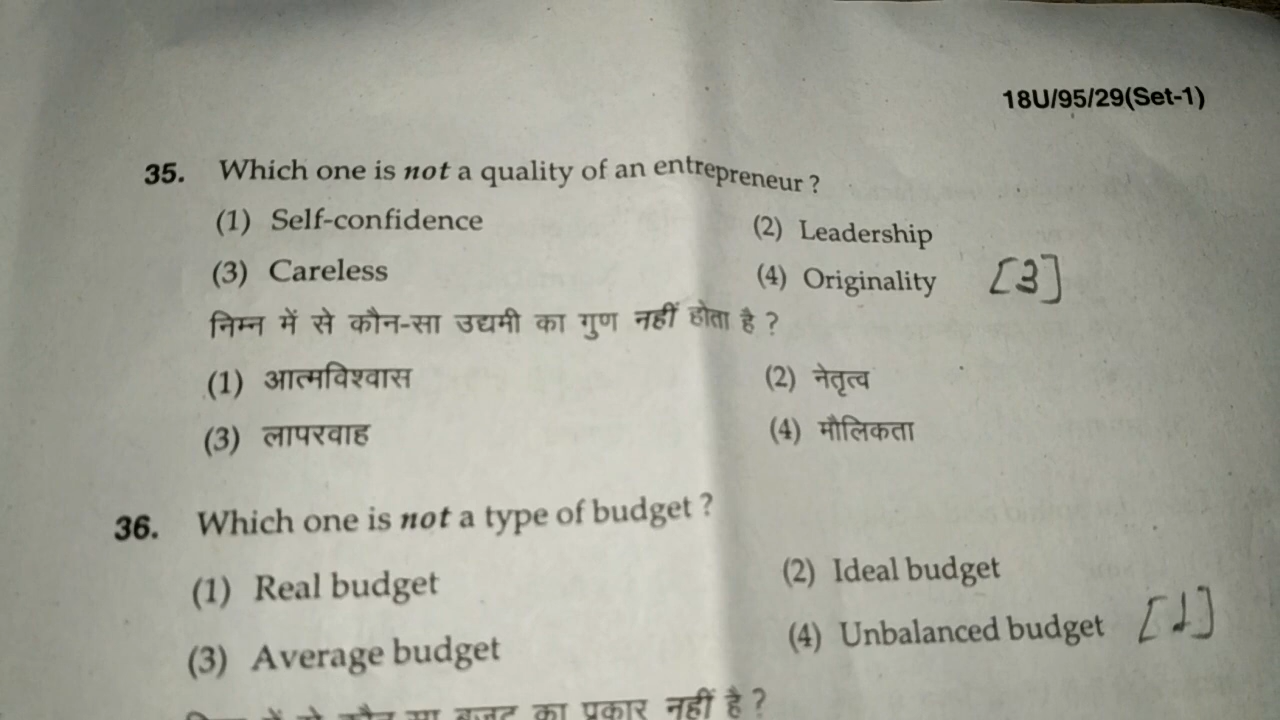 18U/95/29(Set-1)
35. Which one is not a quality of an entrepreneur ?
(1) Self-confidence (2) Leadership
(3) Careless (4) Originality [3]
निम्न में से कौन-सा उद्यमी का गुण नहीं होता है ?
(1) आत्मविश्वास (2) नेतृत्व
(3) लापरवाह (4) मौलिकता
36. Which one is not a type of budget ?
(1) Real budget (2) Ideal budget
(3) Average budget (4) Unbalanced budget [1]
निम्न में से कौन सा बजट का प्रकार नहीं है ?